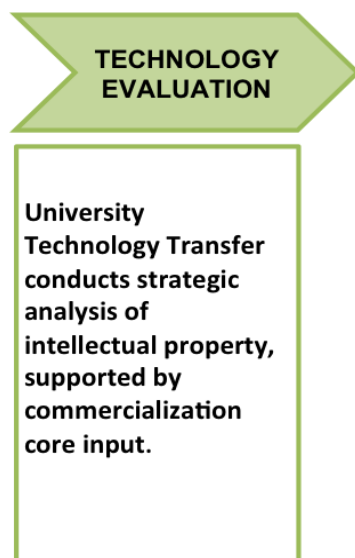 TECHNOLOGY
EVALUATION
University
Technology Transfer
conducts strategic
analysis of
intellectual property,
supported by
commercialization
core input.